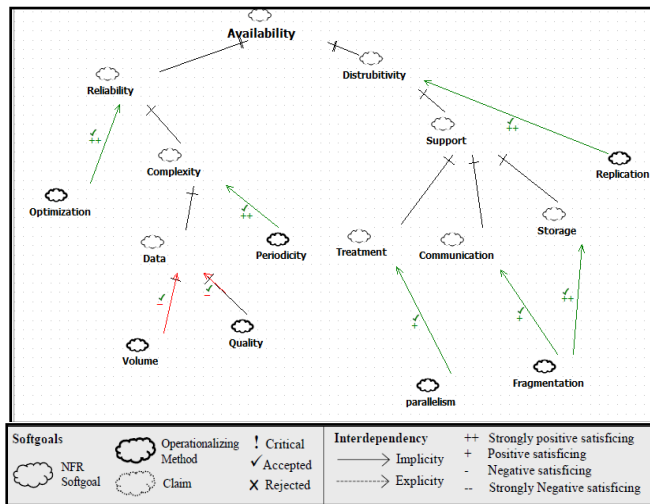 Availability
Distrubitivity
Reliability
++
++
Support
Complexity
Replication
Optimization
++
Storage
Data
Periodicity
Treatment
Communication
-
-
+
+
++
Volume
Quality
parallelism
Fragmentation
Softgoals
NFR
Softgoal
Operationalizing
Method
Claim
! Critical
✓ Accepted
X Rejected
Interdependency
Implicity
Explicity
++ Strongly positive satisficing
+ Positive satisficing
- Negative satisficing
-- Strongly Negative satisficing